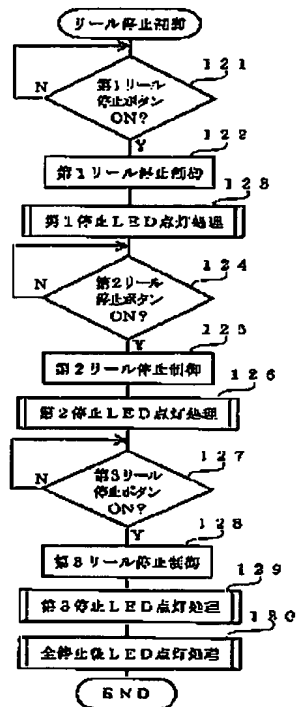 リール停止制御
121
第1リール
停止ボタン
ON?
N
Y
122
第1リール停止制御
123
第1停止LED点灯処理
124
第2リール
停止ボタン
ON?
N
Y
125
第2リール停止制御
126
第2停止LED点灯処理
127
第3リール
停止ボタン
ON?
N
Y
128
第3リール停止制御
129
第3停止LED点灯処理
130
全停止後LED点灯処理
END